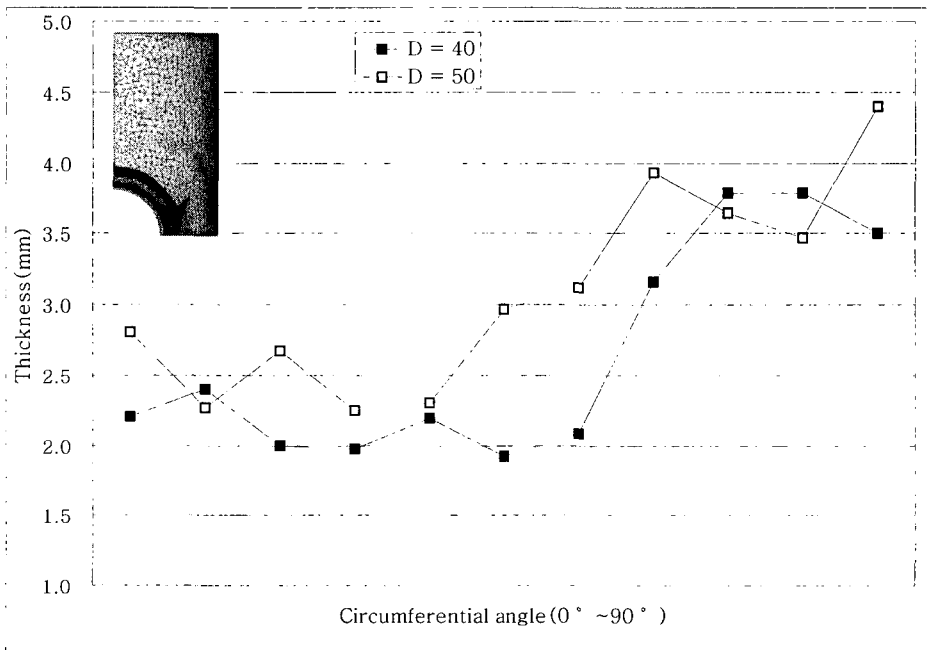 5.0
D = 40
D = 50
4.5
4.0
3.5
3.0
2.5
2.0
1.5
1.0
Thickness(mm)
Circumferential angle(0° ~90° )